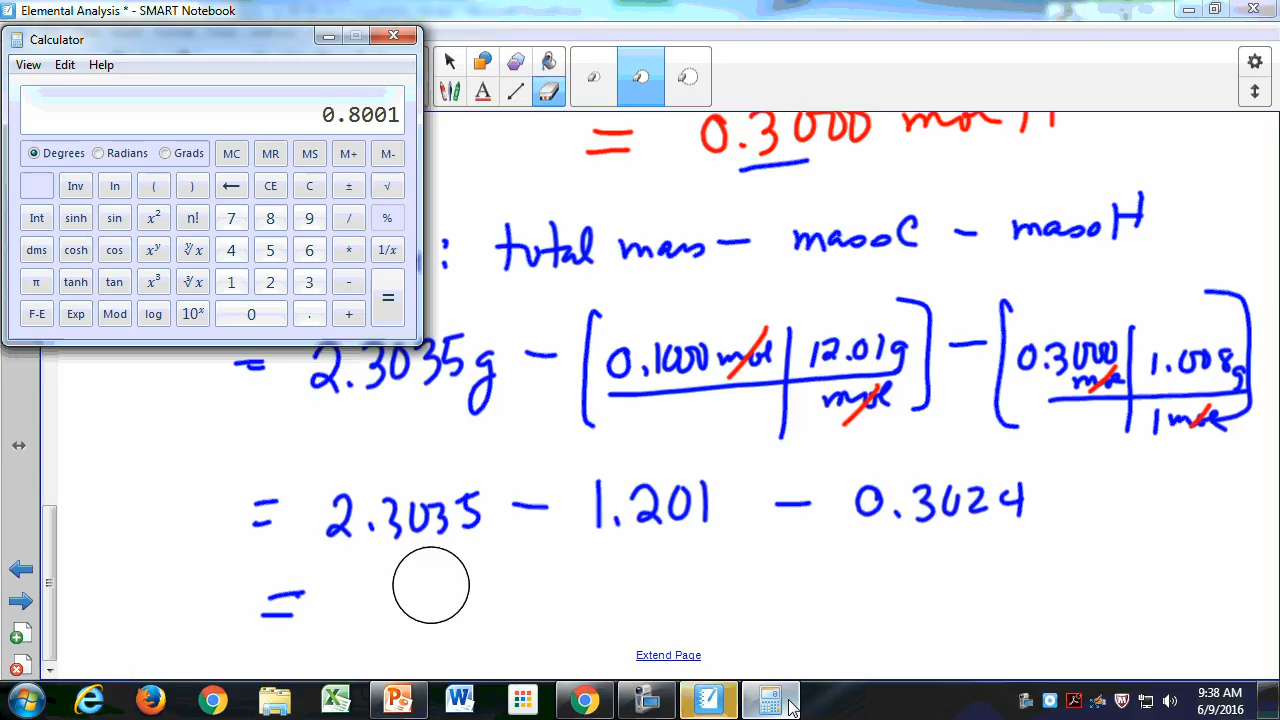 Elemental Analysis * - SMART Notebook
Calculator
View Edit Help
0.8001
Degrees Radians Grads MC MR MS M+ M-
Inv ln ( ) ← CE C ± √
Int sinh sin x² n! 7 8 9 / %
dms cosh cos xʸ ʸ√x 4 5 6 * 1/x
π tanh tan x³ ³√x 1 2 3 - =
F-E Exp Mod log 10ˣ 0 . +
= 0.3000 mol H
: total mass - mass C - mass H
= 2.3035g - [0.1000 mol | 12.01g / mol] - [0.3000 mol | 1.008g / 1 mol]
= 2.3035 - 1.201 - 0.3024
=
Extend Page
9:38 AM
6/9/2016